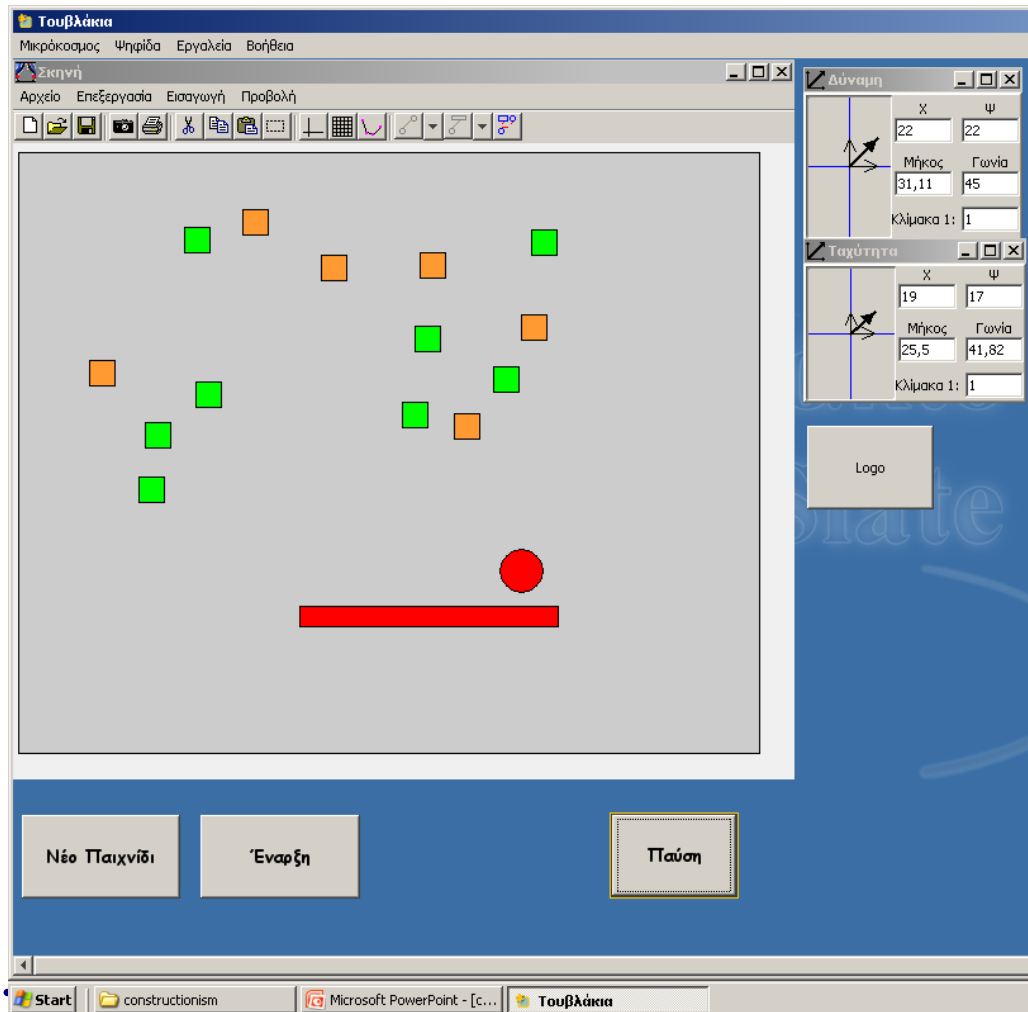 Τουβλάκια
Μικρόκοσμος Ψηφίδα Εργαλεία Βοήθεια
Σκηνή
Αρχείο Επεξεργασία Εισαγωγή Προβολή
Δύναμη
Χ Ψ
22 22
Μήκος Γωνία
31,11 45
Κλίμακα 1: 1
Ταχύτητα
Χ Ψ
19 17
Μήκος Γωνία
25,5 41,82
Κλίμακα 1: 1
Logo
Slate
Νέο Παιχνίδι Έναρξη Παύση
Start constructionism Microsoft PowerPoint - [c... Τουβλάκια